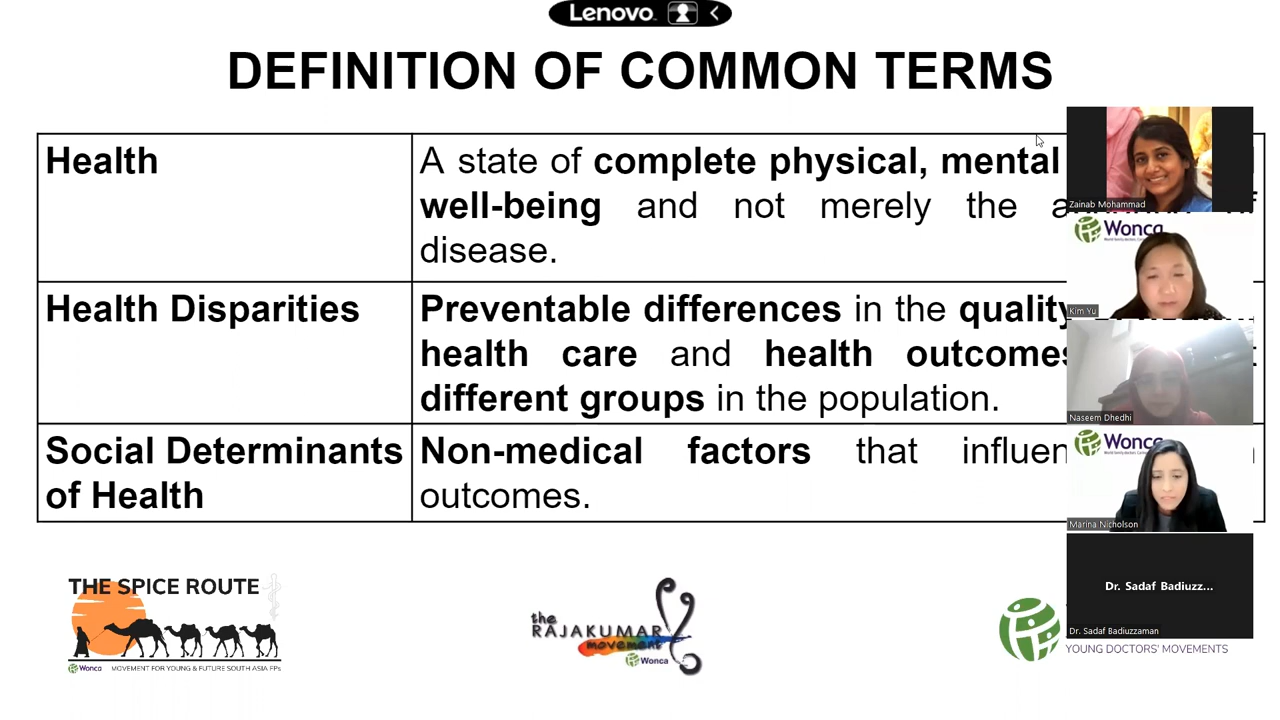 Lenovo
DEFINITION OF COMMON TERMS
Health
A state of complete physical, mental
well-being and not merely the
disease.
Health Disparities
Preventable differences in the quality
health care and health outcomes
different groups in the population.
Social Determinants
of Health
Non-medical factors that
outcomes.
Zainab Mohammad
Wonca
Kim Yu
Naseem Dhedhi
Wonca
Marina Nicholson
Dr. Sadaf Badiuzz...
Dr. Sadaf Badiuzzaman
THE SPICE ROUTE
Wonca MOVEMENT FOR YOUNG & FUTURE SOUTH ASIA FPs
the
RAJAKUMAR
movement
Wonca
YOUNG DOCTORS' MOVEMENTS